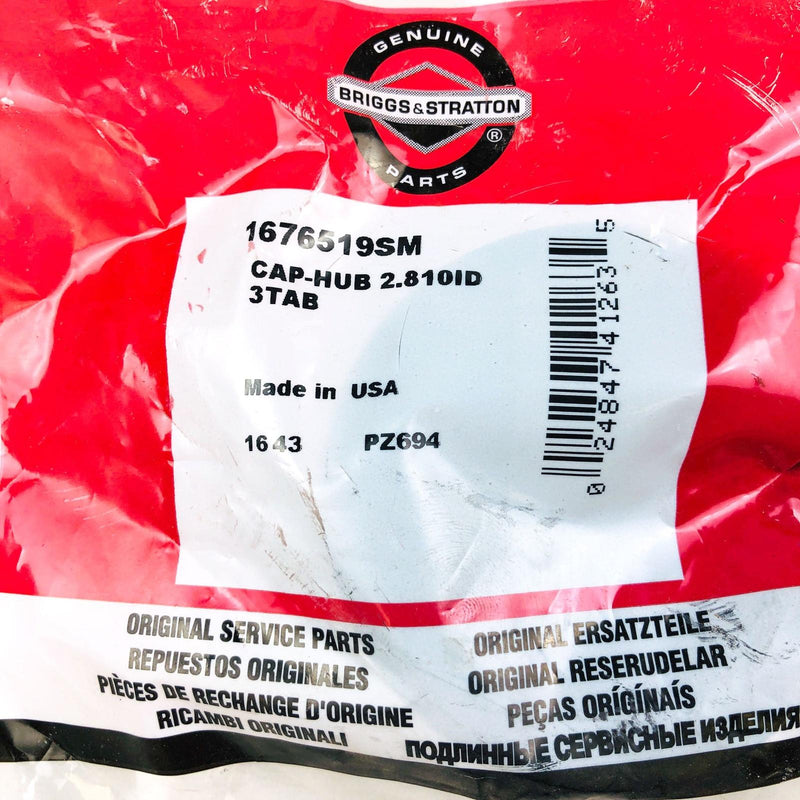 GENUINE
BRIGGS & STRATTON
®
PARTS
1676519SM
CAP-HUB 2.810ID
3TAB
Made in USA
1643 PZ694
0 24847 41263 5
ORIGINAL SERVICE PARTS
REPUESTOS ORIGINALES
PIÈCES DE RECHANGE D'ORIGINE
RICAMBI ORIGINALI
ORIGINAL ERSATZTEILE
ORIGINAL RESERUDELAR
PEÇAS ORÍGÍNAÍS
ПОДЛИННЫЕ СЕРВИСНЫЕ ИЗДЕЛИЯ